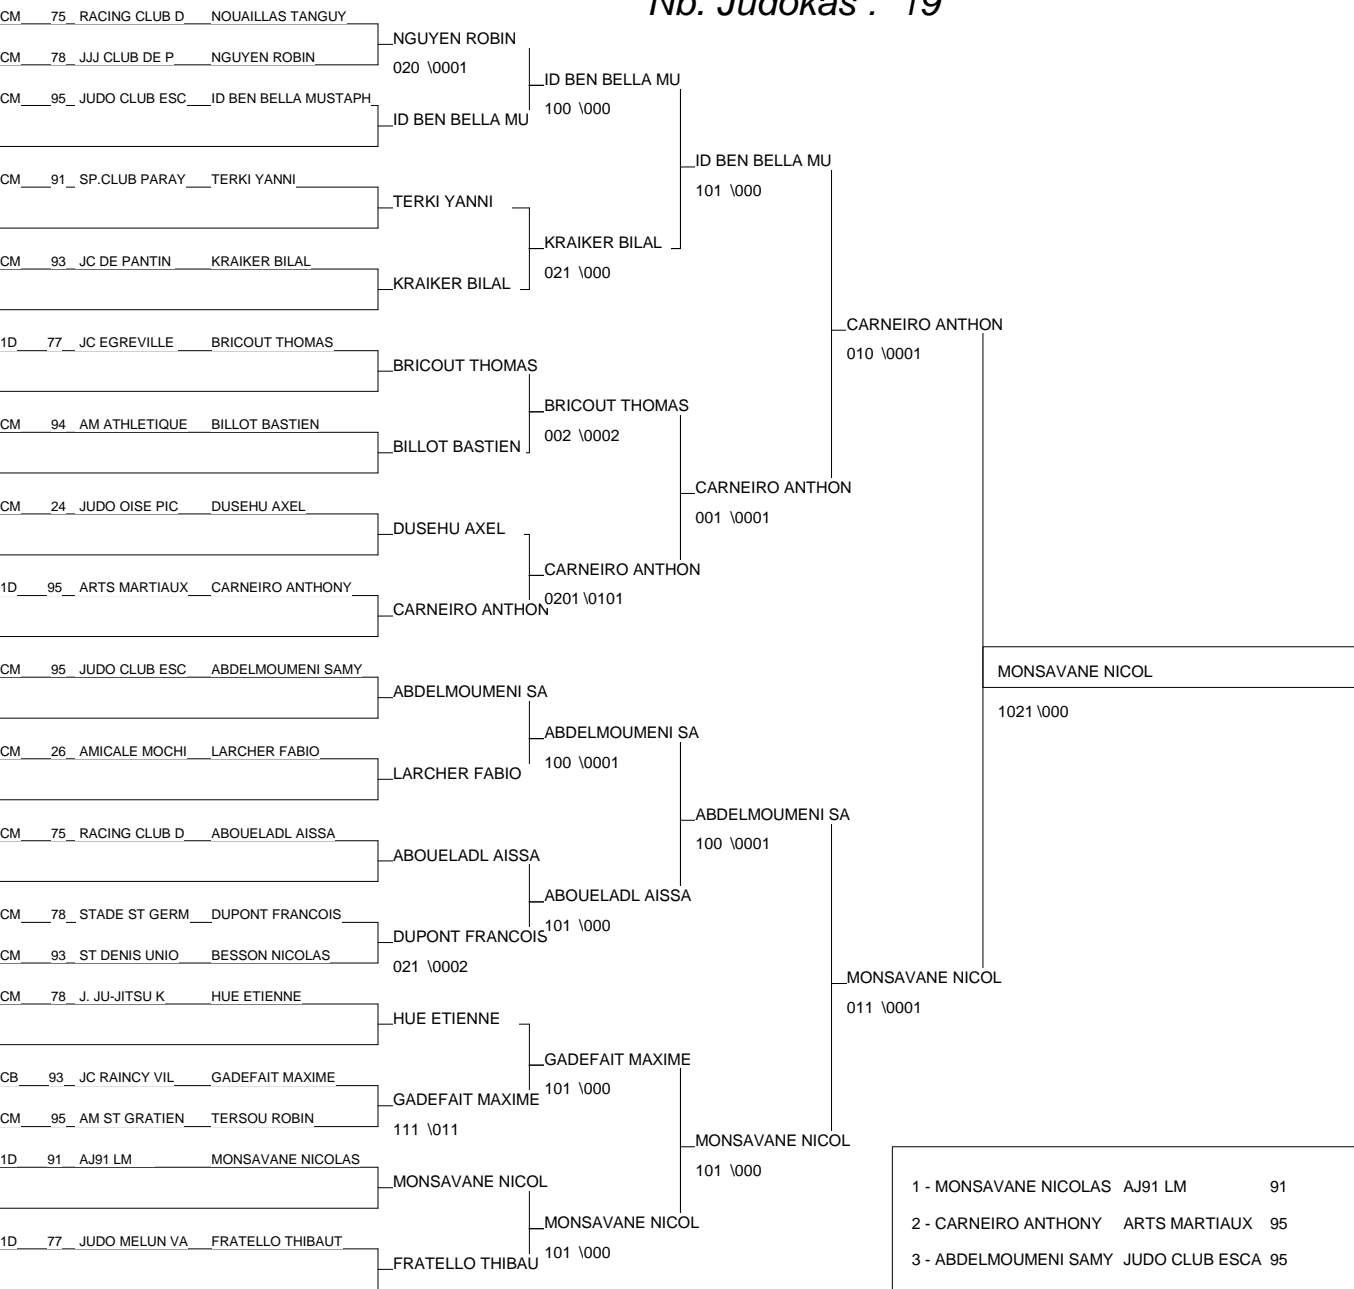 Nb. Judokas : 19
CM 75 RACING CLUB D NOUAILLAS TANGUY
NGUYEN ROBIN
CM 78 JJJ CLUB DE P NGUYEN ROBIN
020 \0001
ID BEN BELLA MU
CM 95 JUDO CLUB ESC ID BEN BELLA MUSTAPH
100 \000
ID BEN BELLA MU
ID BEN BELLA MU
CM 91 SP.CLUB PARAY TERKI YANNI
101 \000
TERKI YANNI
KRAIKER BILAL
CM 93 JC DE PANTIN KRAIKER BILAL
021 \000
KRAIKER BILAL
CARNEIRO ANTHON
1D 77 JC EGREVILLE BRICOUT THOMAS
010 \0001
BRICOUT THOMAS
BRICOUT THOMAS
CM 94 AM ATHLETIQUE BILLOT BASTIEN
002 \0002
BILLOT BASTIEN
CARNEIRO ANTHON
CM 24 JUDO OISE PIC DUSEHU AXEL
001 \0001
DUSEHU AXEL
CARNEIRO ANTHON
1D 95 ARTS MARTIAUX CARNEIRO ANTHONY
0201 \0101
CARNEIRO ANTHON
CM 95 JUDO CLUB ESC ABDELMOUMENI SAMY
MONSAVANE NICOL
ABDELMOUMENI SA
1021 \000
ABDELMOUMENI SA
CM 26 AMICALE MOCHI LARCHER FABIO
100 \0001
LARCHER FABIO
ABDELMOUMENI SA
CM 75 RACING CLUB D ABOUELADL AISSA
100 \0001
ABOUELADL AISSA
ABOUELADL AISSA
CM 78 STADE ST GERM DUPONT FRANCOIS
101 \000
DUPONT FRANCOIS
CM 93 ST DENIS UNIO BESSON NICOLAS
021 \0002
MONSAVANE NICOL
CM 78 J. JU-JITSU K HUE ETIENNE
011 \0001
HUE ETIENNE
GADEFAIT MAXIME
CB 93 JC RAINCY VIL GADEFAIT MAXIME
101 \000
GADEFAIT MAXIME
CM 95 AM ST GRATIEN TERSOU ROBIN
111 \011
MONSAVANE NICOL
1D 91 AJ91 LM MONSAVANE NICOLAS
101 \000
MONSAVANE NICOL
1 - MONSAVANE NICOLAS AJ91 LM 91
MONSAVANE NICOL
2 - CARNEIRO ANTHONY ARTS MARTIAUX 95
1D 77 JUDO MELUN VA FRATELLO THIBAUT
101 \000
FRATELLO THIBAU
3 - ABDELMOUMENI SAMY JUDO CLUB ESCA 95